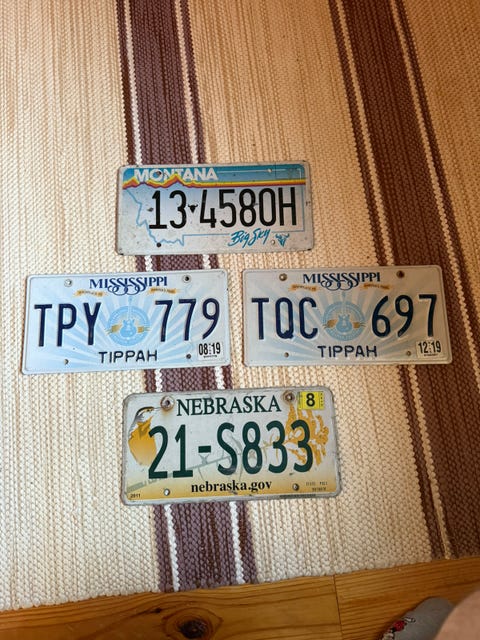 MONTANA
13▾4580H
Big Sky
MISSISSIPPI
TPY 779
TIPPAH
08 19
MISSISSIPPI
TQC 697
TIPPAH
12 19
NEBRASKA
8
21-S833
nebraska.gov
2011